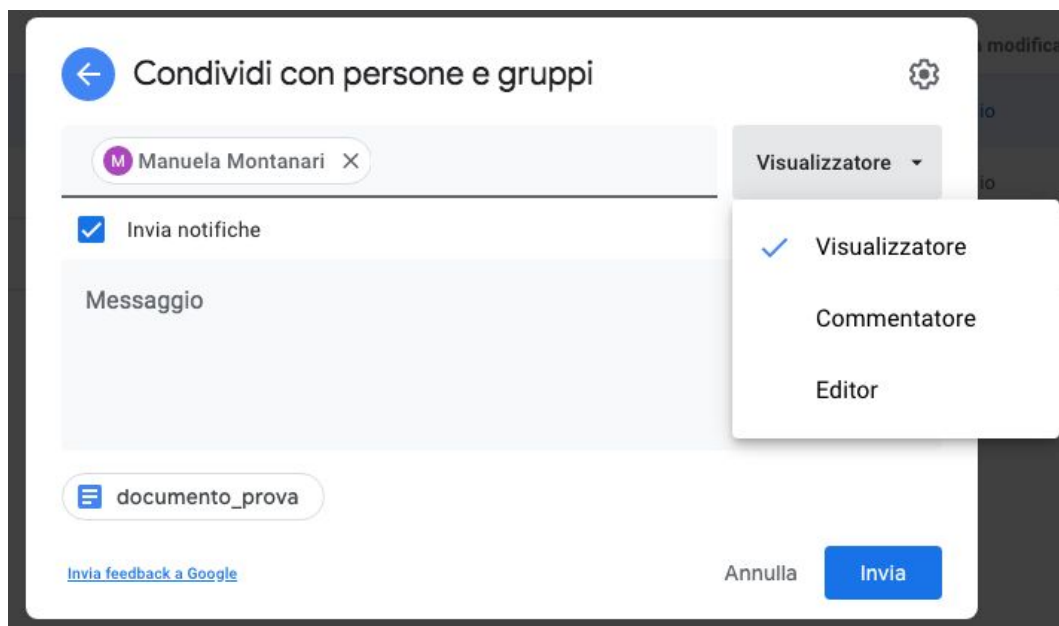 Condividi con persone e gruppi
M Manuela Montanari
Visualizzatore
Invia notifiche
Messaggio
Visualizzatore
Commentatore
Editor
documento_prova
Invia feedback a Google
Annulla
Invia